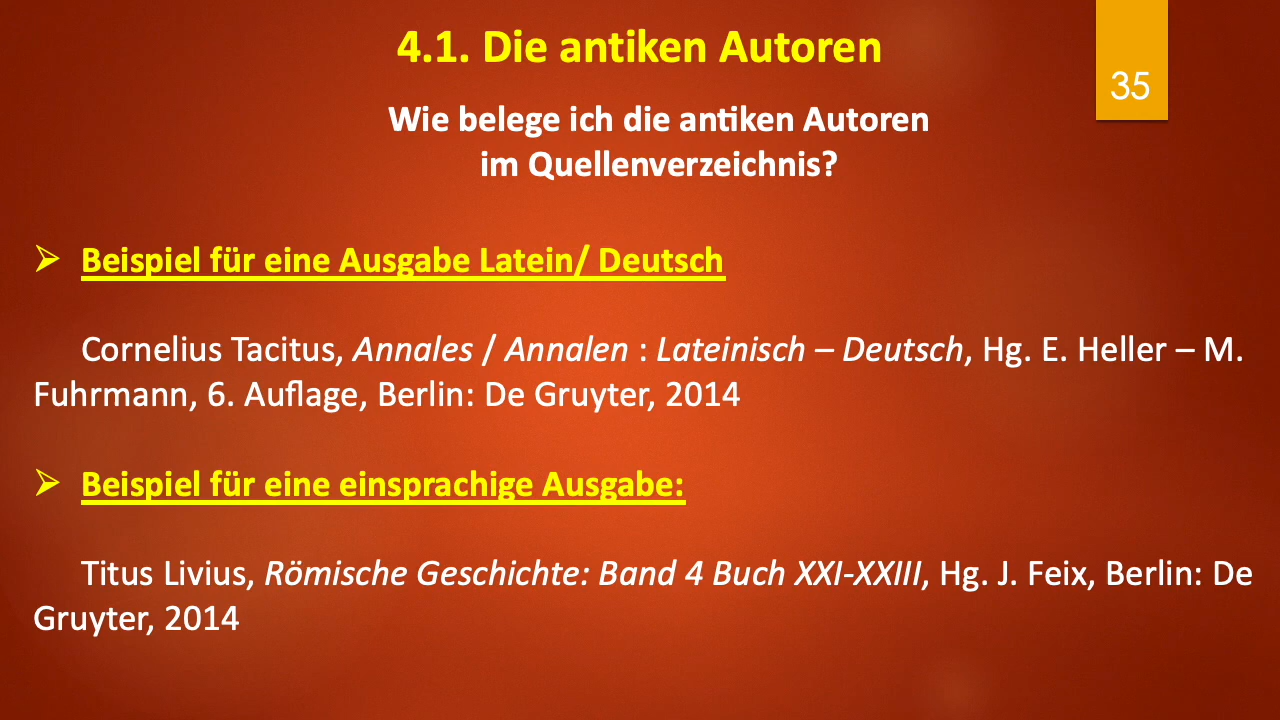 4.1. Die antiken Autoren
35
Wie belege ich die antiken Autoren
im Quellenverzeichnis?
➢ Beispiel für eine Ausgabe Latein/ Deutsch
Cornelius Tacitus, Annales / Annalen : Lateinisch – Deutsch, Hg. E. Heller – M.
Fuhrmann, 6. Auflage, Berlin: De Gruyter, 2014
➢ Beispiel für eine einsprachige Ausgabe:
Titus Livius, Römische Geschichte: Band 4 Buch XXI-XXIII, Hg. J. Feix, Berlin: De
Gruyter, 2014